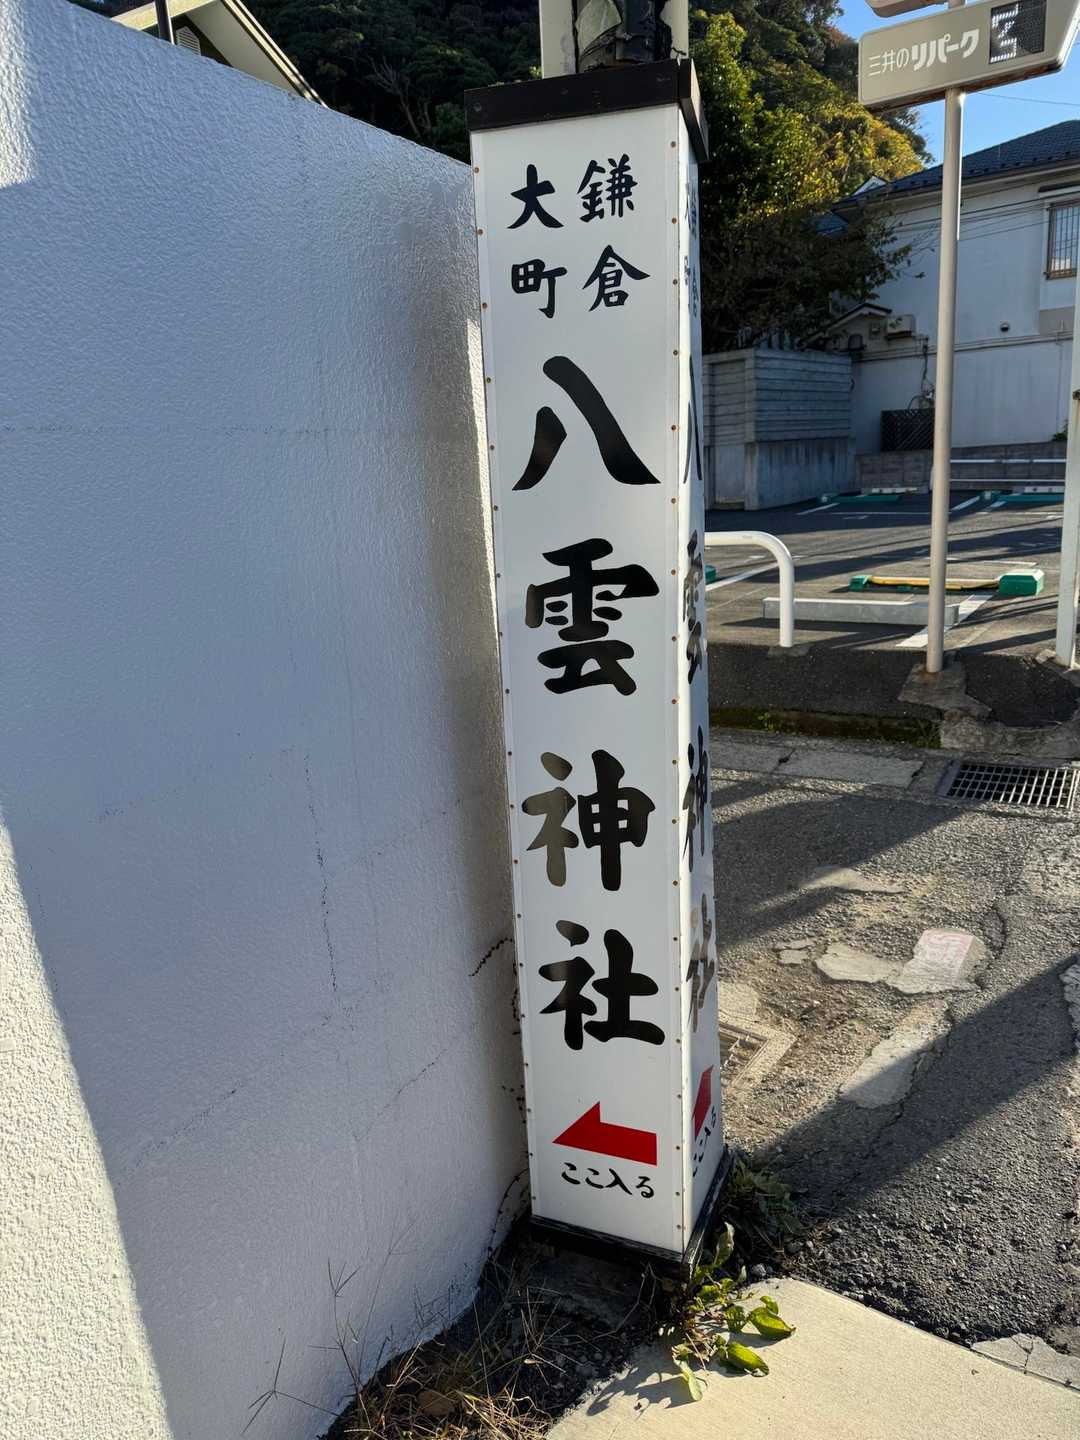 鎌倉
大町
八雲神社
ここ入る
三井のリパーク